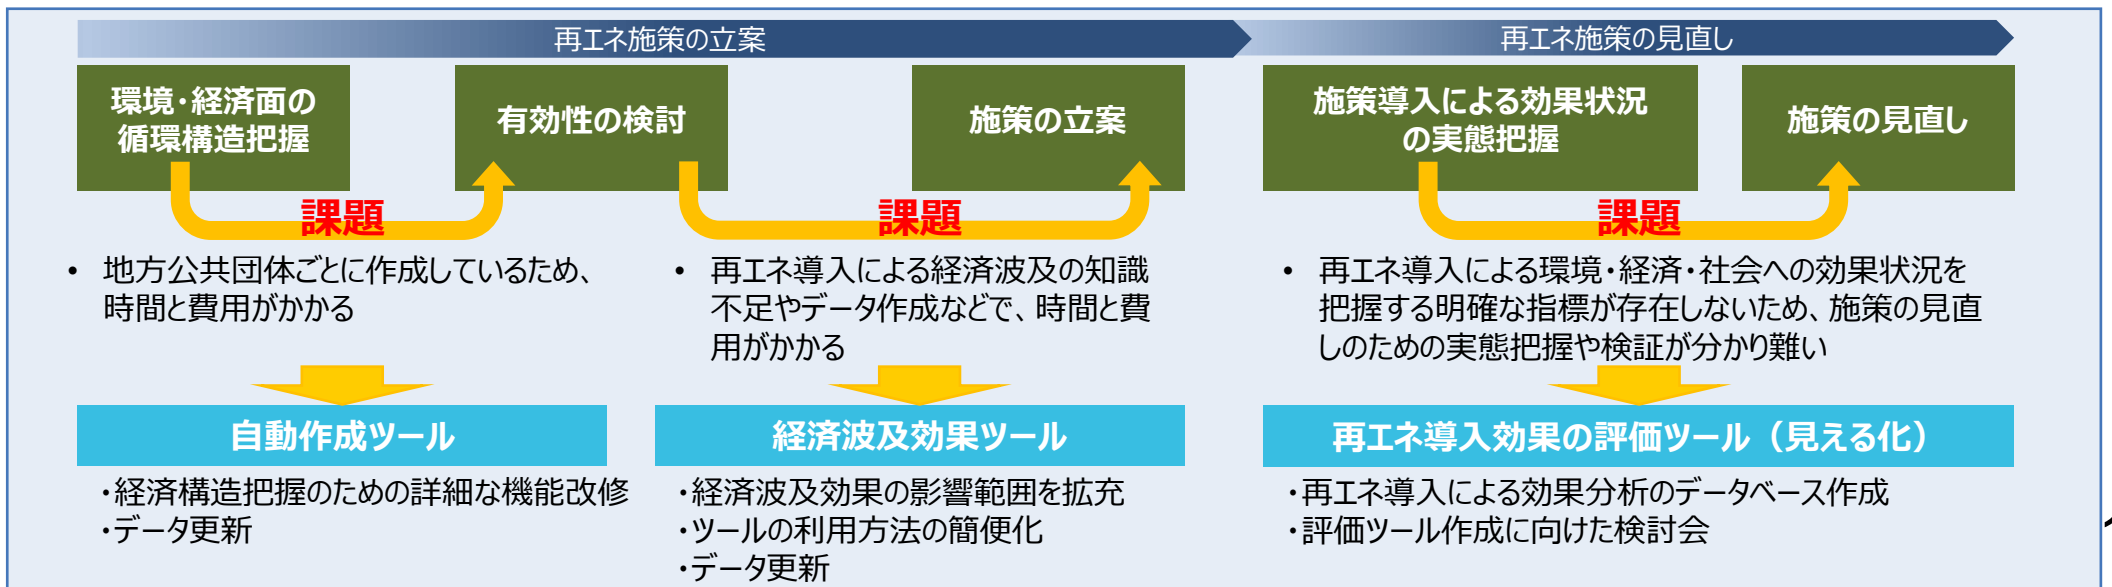 再エネ施策の立案
再エネ施策の見直し
環境・経済面の
循環構造把握
有効性の検討
施策の立案
施策導入による効果状況
の実態把握
施策の見直し
課題
課題
課題
• 地方公共団体ごとに作成しているため、
時間と費用がかかる
• 再エネ導入による経済波及の知識
不足やデータ作成などで、時間と費
用がかかる
• 再エネ導入による環境・経済・社会への効果状況を
把握する明確な指標が存在しないため、施策の見直
しのための実態把握や検証が分かり難い
自動作成ツール
経済波及効果ツール
再エネ導入効果の評価ツール（見える化）
・経済構造把握のための詳細な機能改修
・データ更新
・経済波及効果の影響範囲を拡充
・ツールの利用方法の簡便化
・データ更新
・再エネ導入による効果分析のデータベース作成
・評価ツール作成に向けた検討会